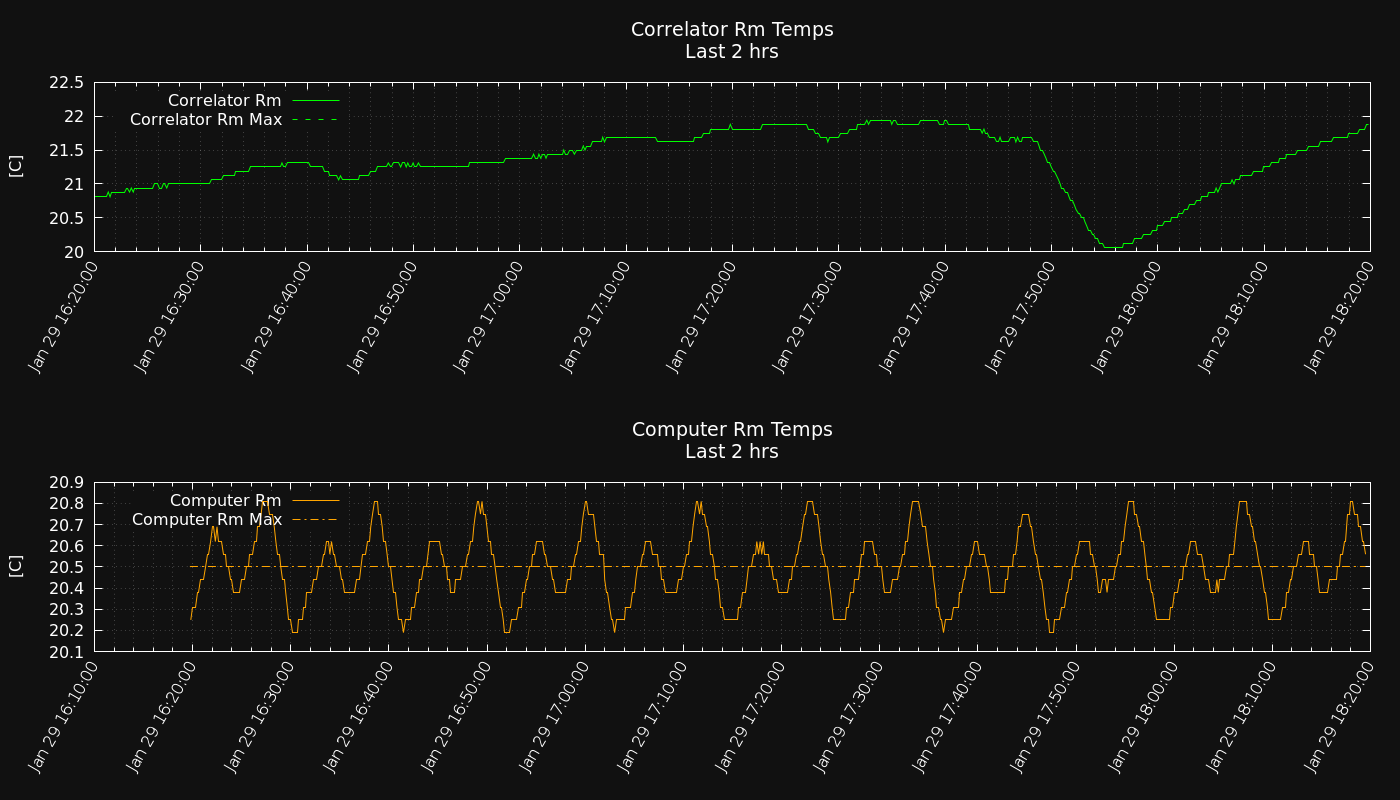 Correlator Rm Temps
Last 2 hrs
22.5
22
21.5
21
20.5
20
[C]
Correlator Rm
Correlator Rm Max
Jan 29 16:20:00
Jan 29 16:30:00
Jan 29 16:40:00
Jan 29 16:50:00
Jan 29 17:00:00
Jan 29 17:10:00
Jan 29 17:20:00
Jan 29 17:30:00
Jan 29 17:40:00
Jan 29 17:50:00
Jan 29 18:00:00
Jan 29 18:10:00
Jan 29 18:20:00
Computer Rm Temps
Last 2 hrs
20.9
20.8
20.7
20.6
20.5
20.4
20.3
20.2
20.1
[C]
Computer Rm
Computer Rm Max
Jan 29 16:10:00
Jan 29 16:20:00
Jan 29 16:30:00
Jan 29 16:40:00
Jan 29 16:50:00
Jan 29 17:00:00
Jan 29 17:10:00
Jan 29 17:20:00
Jan 29 17:30:00
Jan 29 17:40:00
Jan 29 17:50:00
Jan 29 18:00:00
Jan 29 18:10:00
Jan 29 18:20:00